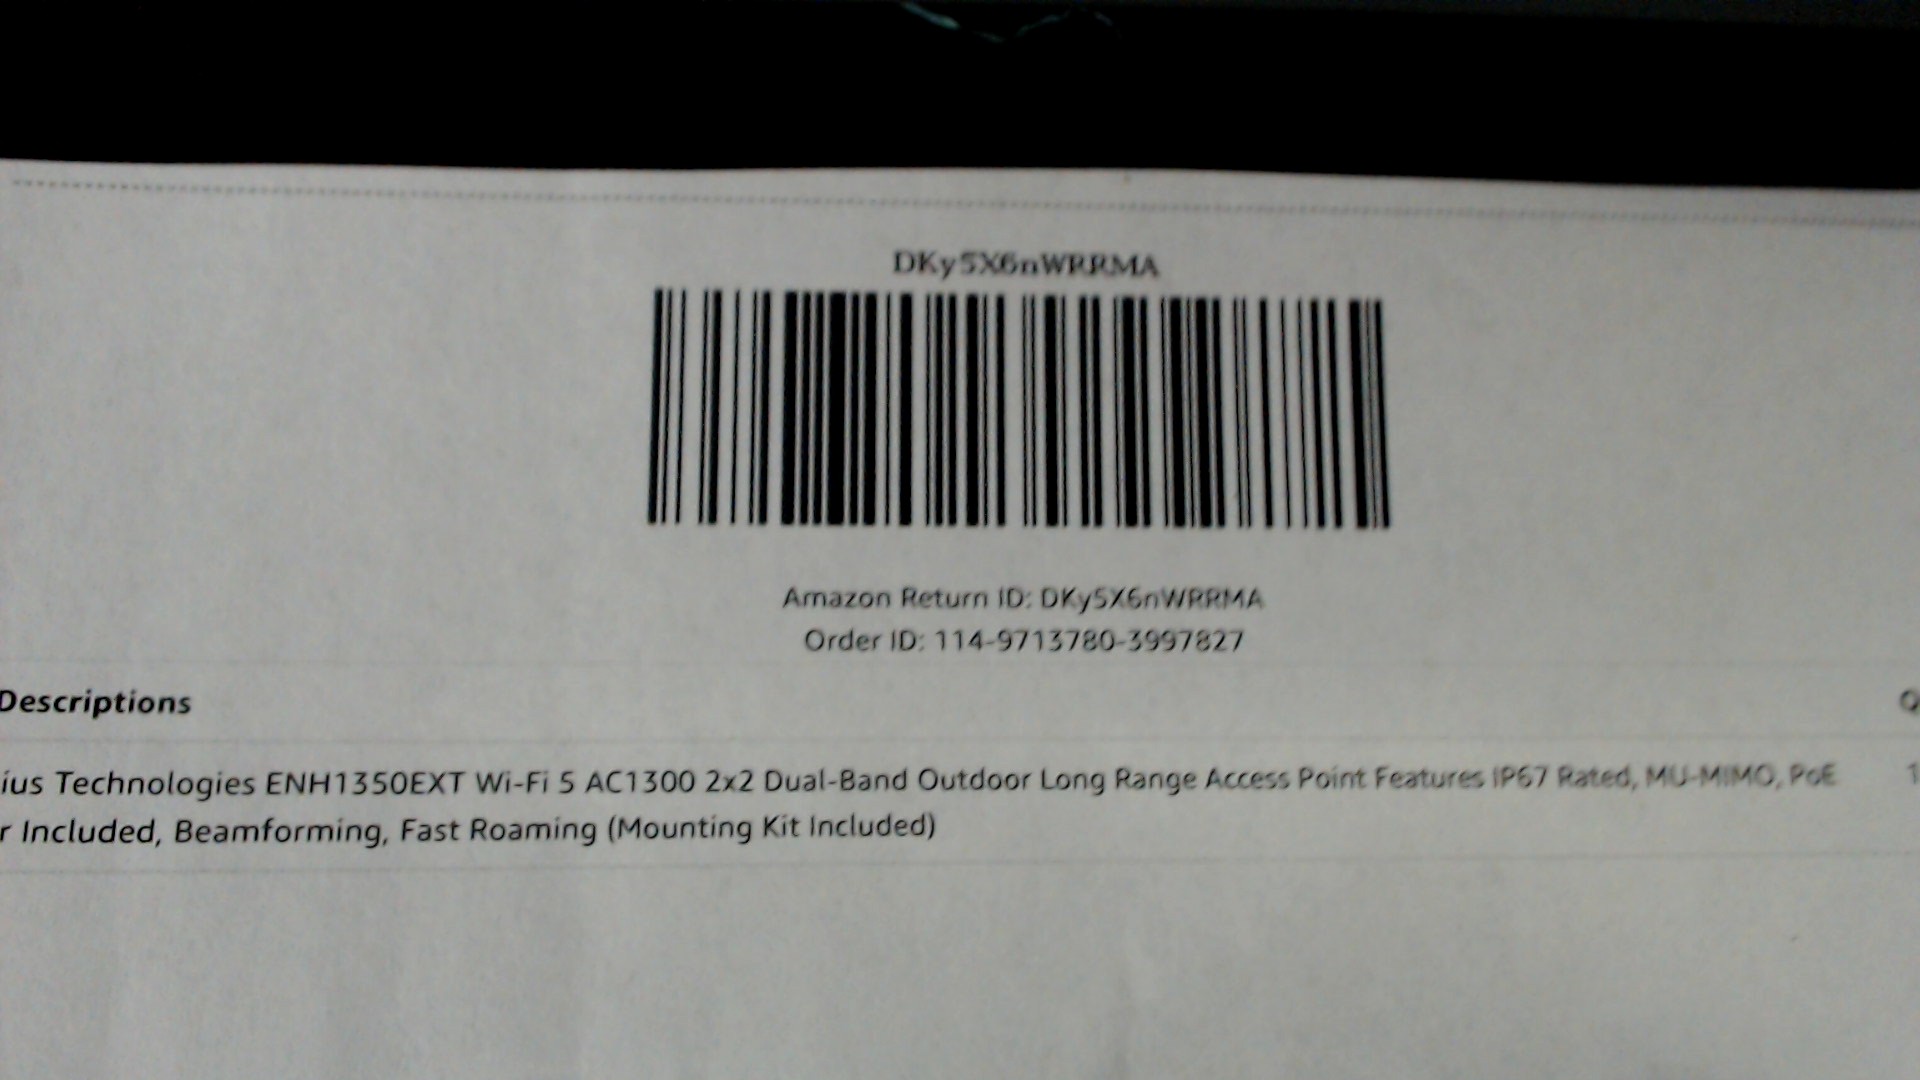 DKy5X6nWRRMA
Amazon Return ID: DKy5X6nWRRMA
Order ID: 114-9713780-3997827
Descriptions Q
ius Technologies ENH1350EXT Wi-Fi 5 AC1300 2x2 Dual-Band Outdoor Long Range Access Point Features IP67 Rated, MU-MIMO, PoE 1
r Included, Beamforming, Fast Roaming (Mounting Kit Included)